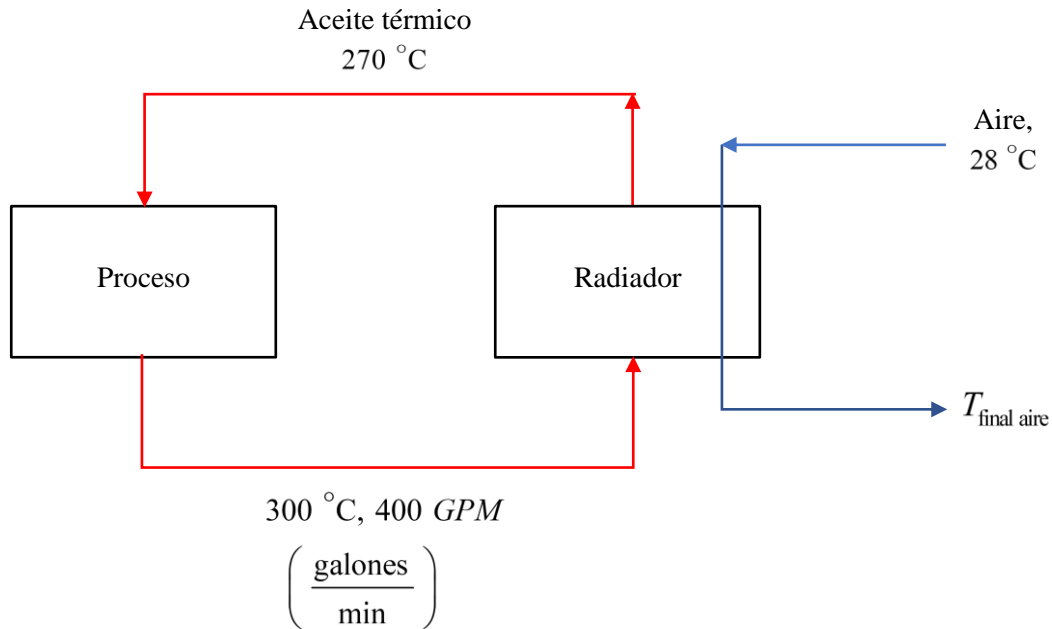 Aceite térmico
270 °C
Aire,
28 °C
Proceso
Radiador
T final aire
300 °C, 400 GPM
( galones / min )